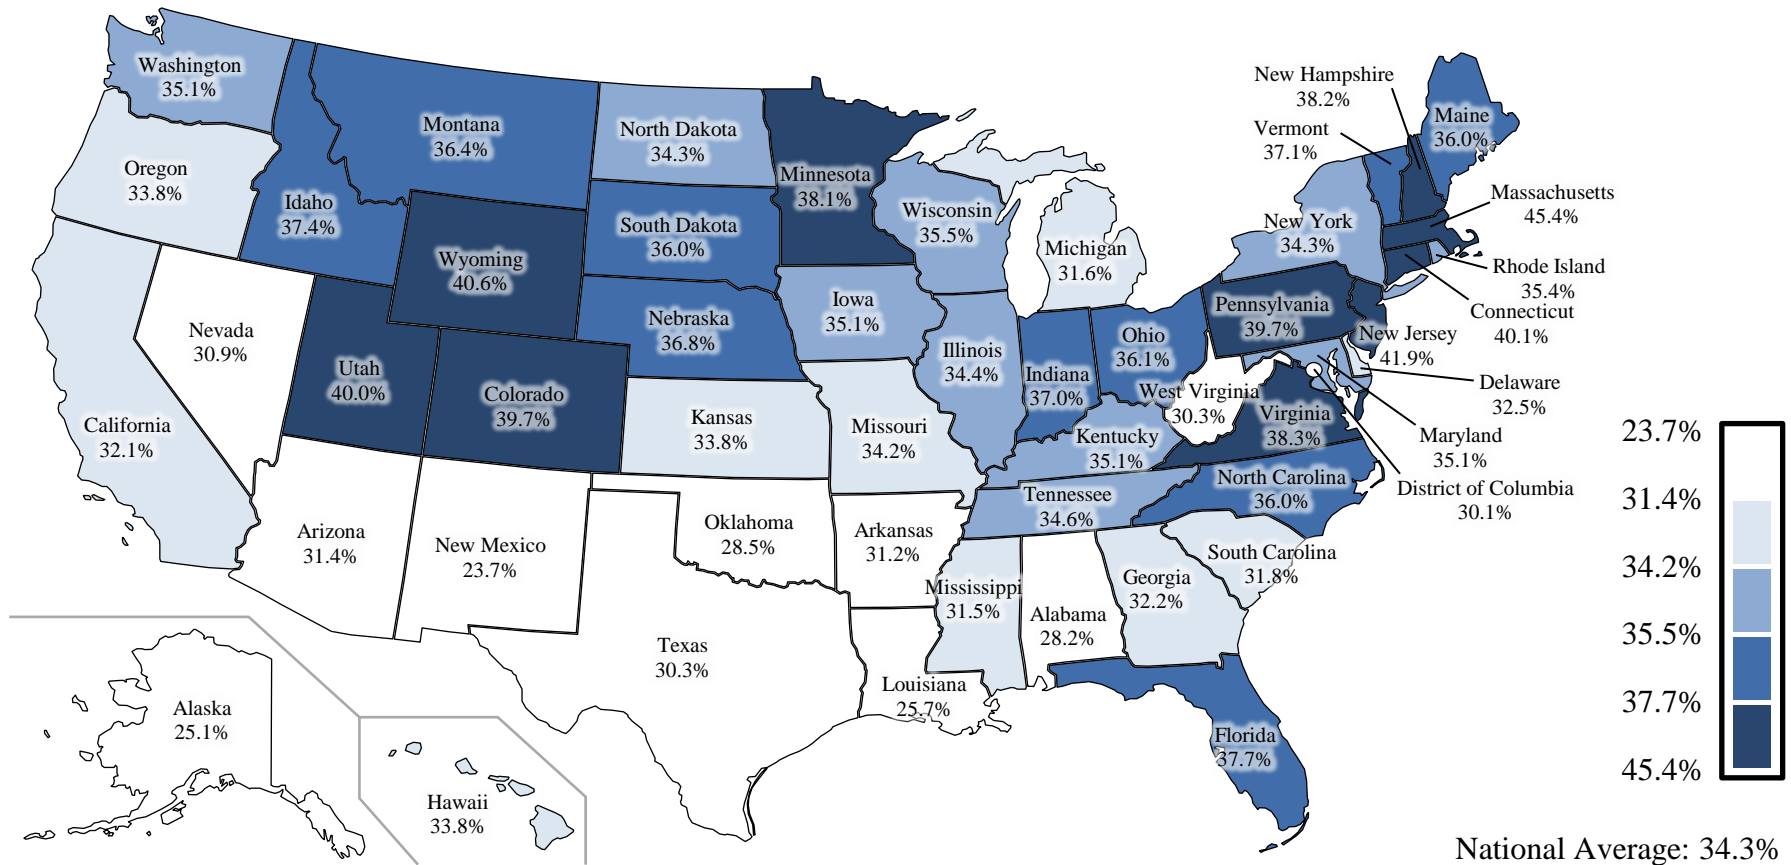 Washington
35.1%
Oregon
33.8%
California
32.1%
Nevada
30.9%
Idaho
37.4%
Montana
36.4%
Wyoming
40.6%
Utah
40.0%
Colorado
39.7%
Arizona
31.4%
New Mexico
23.7%
North Dakota
34.3%
South Dakota
36.0%
Nebraska
36.8%
Kansas
33.8%
Oklahoma
28.5%
Texas
30.3%
Minnesota
38.1%
Iowa
35.1%
Missouri
34.2%
Arkansas
31.2%
Louisiana
25.7%
Wisconsin
35.5%
Illinois
34.4%
Michigan
31.6%
Indiana
37.0%
Ohio
36.1%
Kentucky
35.1%
Tennessee
34.6%
Mississippi
31.5%
Alabama
28.2%
Georgia
32.2%
Florida
37.7%
South Carolina
31.8%
North Carolina
36.0%
Virginia
38.3%
West Virginia
30.3%
Pennsylvania
39.7%
New York
34.3%
New Hampshire
38.2%
Vermont
37.1%
Maine
36.0%
Massachusetts
45.4%
Rhode Island
35.4%
Connecticut
40.1%
New Jersey
41.9%
Delaware
32.5%
Maryland
35.1%
District of Columbia
30.1%
Alaska
25.1%
Hawaii
33.8%
23.7%
31.4%
34.2%
35.5%
37.7%
45.4%
National Average: 34.3%